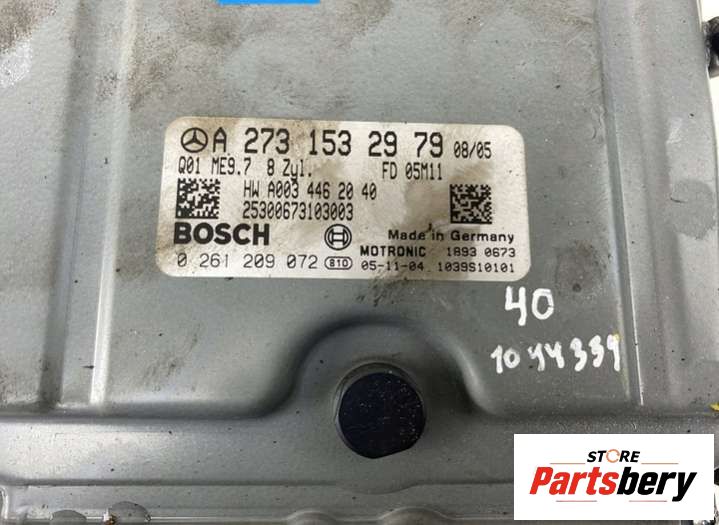 A 273 153 29 79 08/05
Q01 ME9.7 8 Zyl. FD 05M11
HW A003 446 20 40
25300673103003
BOSCH Made in Germany
MOTRONIC 1893 0673
0 261 209 072 810 05-11-04 1039S10101
40
1044339
STORE
Partsbery